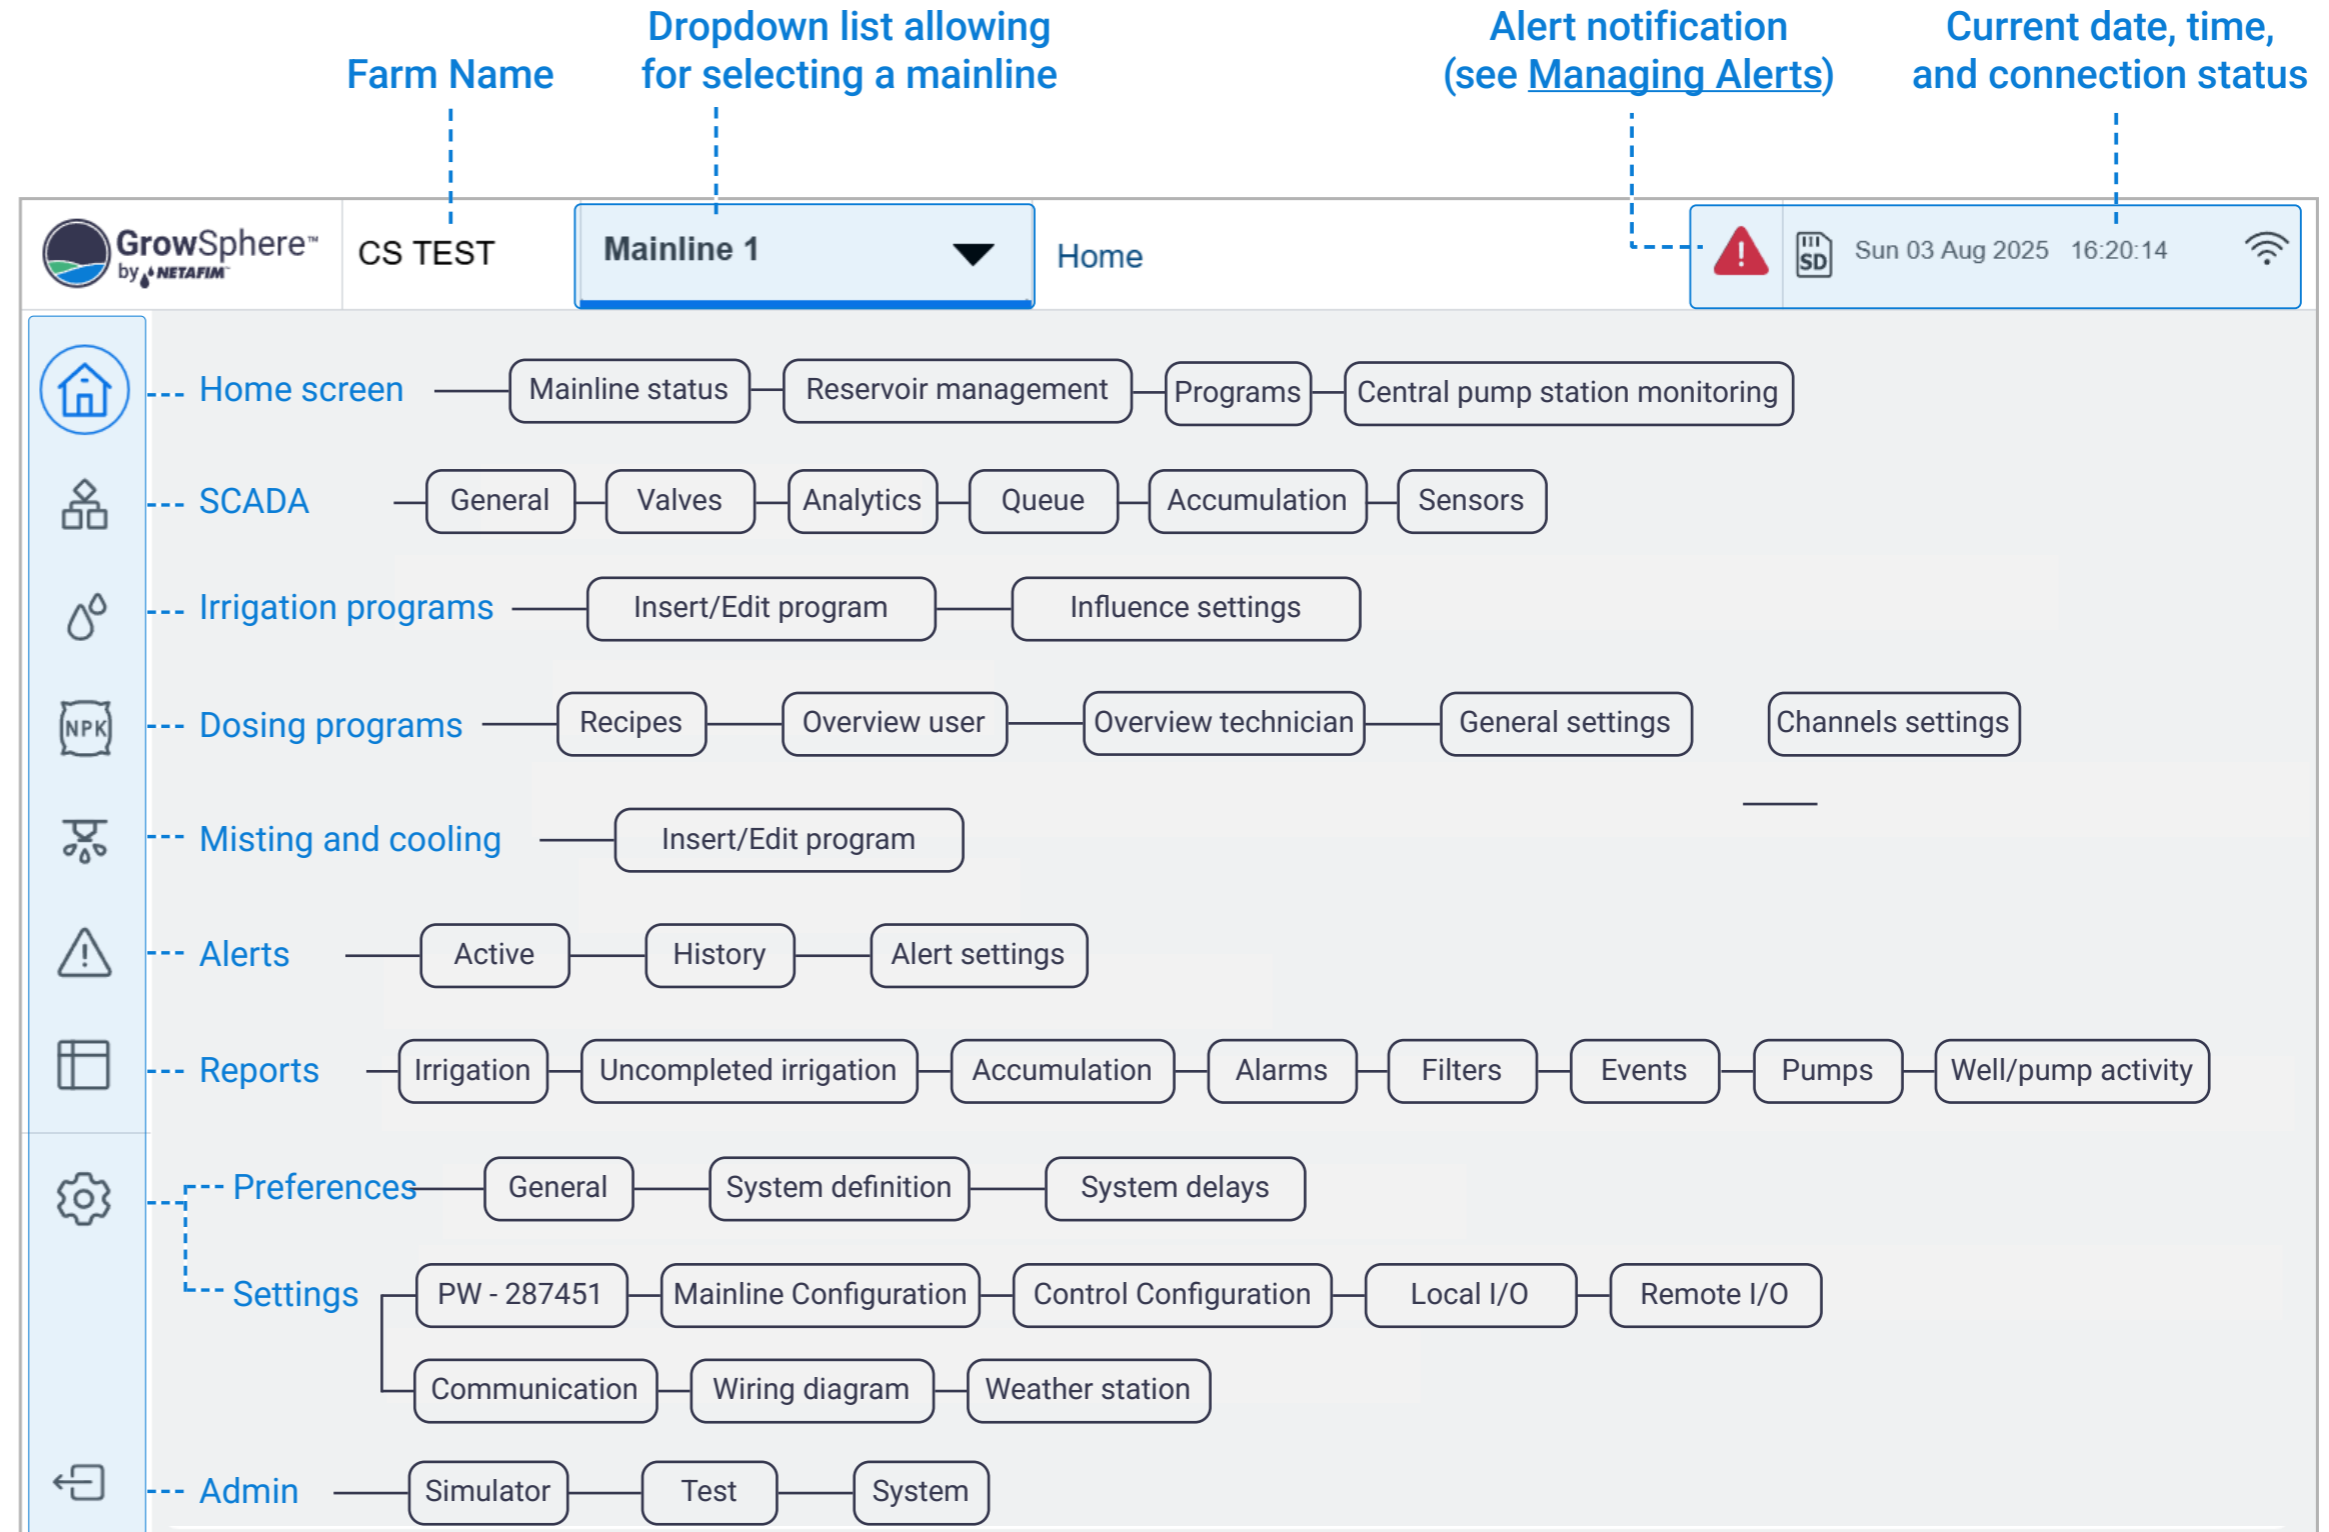 Dropdown list allowing
for selecting a mainline
Farm Name
Alert notification
(see Managing Alerts)
Current date, time,
and connection status
GrowSphere™
by NETAFIM™
CS TEST
Mainline 1
Home
SD
Sun 03 Aug 2025 16:20:14
Home screen Mainline status Reservoir management Programs Central pump station monitoring
SCADA General Valves Analytics Queue Accumulation Sensors
Irrigation programs Insert/Edit program Influence settings
NPK Dosing programs Recipes Overview user Overview technician General settings Channels settings
Misting and cooling Insert/Edit program
Alerts Active History Alert settings
Reports Irrigation Uncompleted irrigation Accumulation Alarms Filters Events Pumps Well/pump activity
Preferences General System definition System delays
Settings PW - 287451 Mainline Configuration Control Configuration Local I/O Remote I/O
Communication Wiring diagram Weather station
Admin Simulator Test System